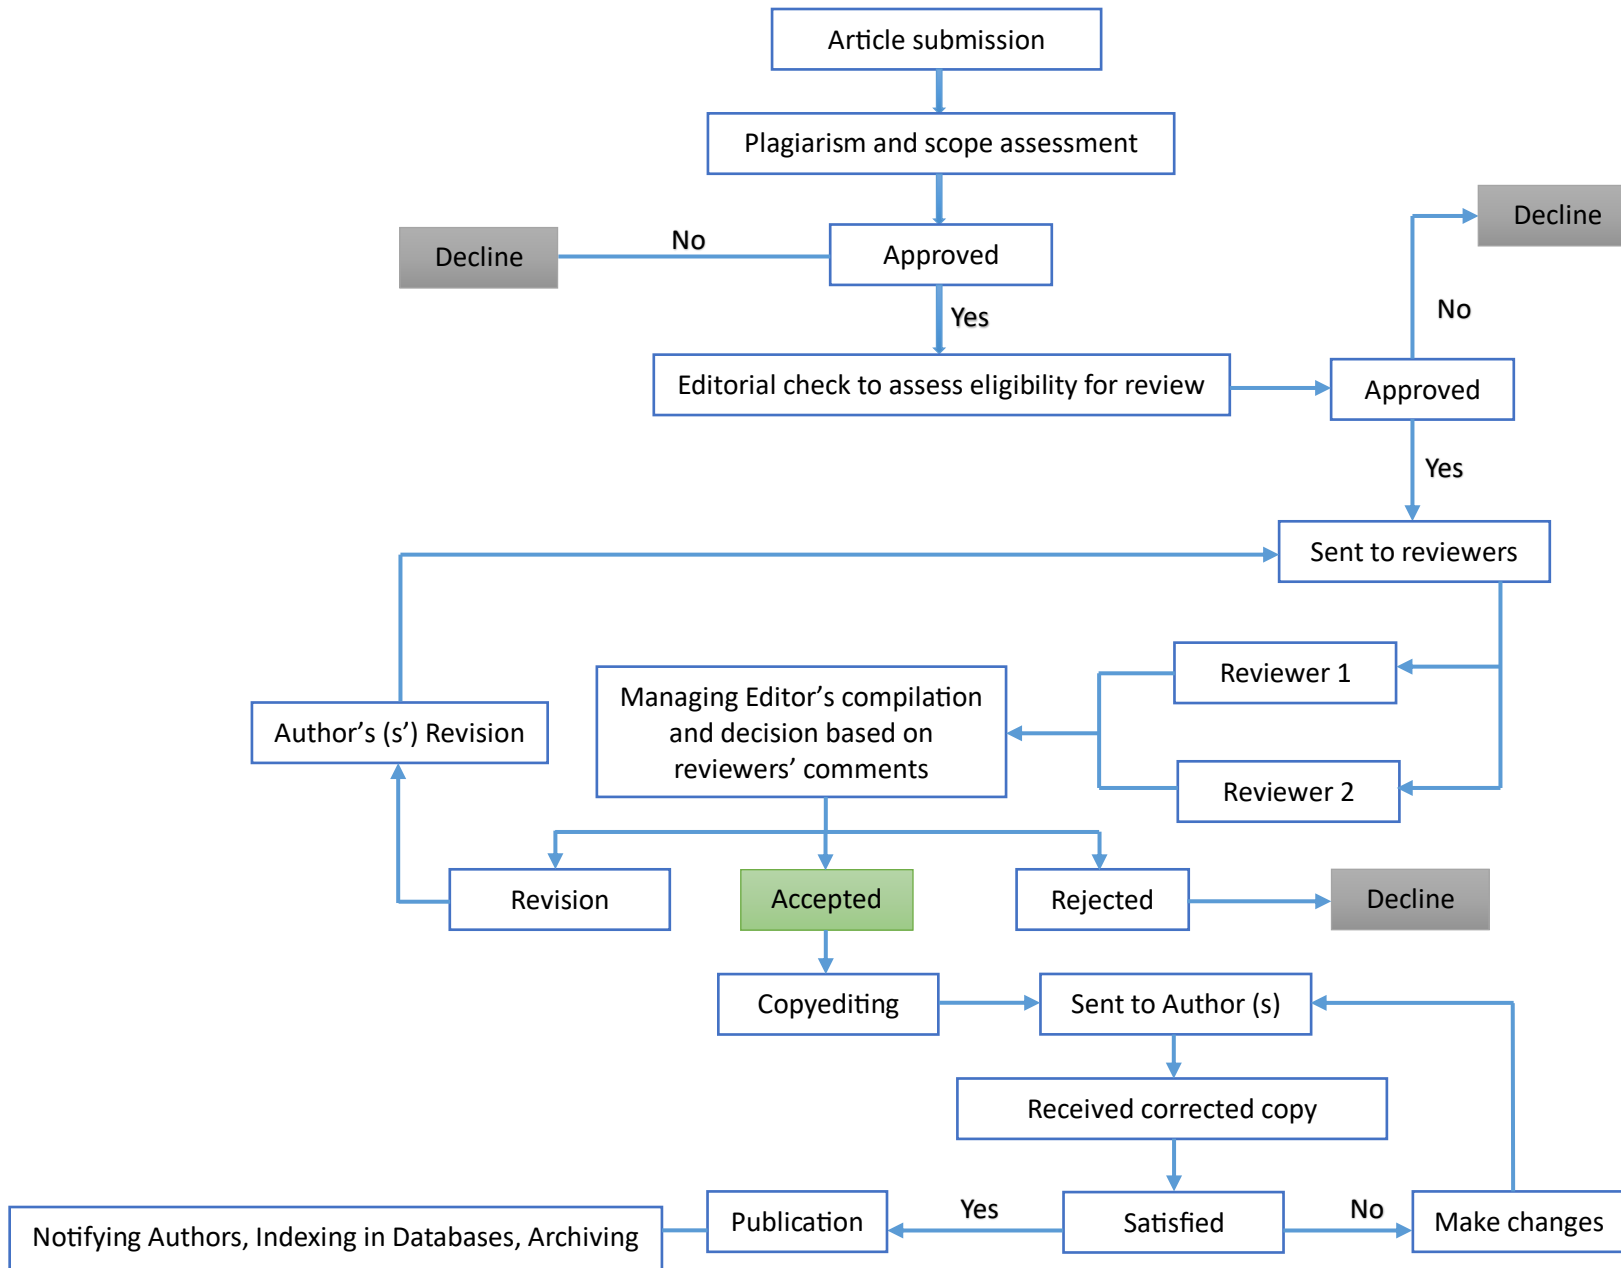 Article submission
Plagiarism and scope assessment
Decline
No
Approved
Decline
No
Yes
Editorial check to assess eligibility for review
Approved
Yes
Sent to reviewers
Reviewer 1
Managing Editor’s compilation
and decision based on
reviewers’ comments
Author’s (s’) Revision
Reviewer 2
Revision
Accepted
Rejected
Decline
Copyediting
Sent to Author (s)
Received corrected copy
Notifying Authors, Indexing in Databases, Archiving
Publication
Yes
Satisfied
No
Make changes